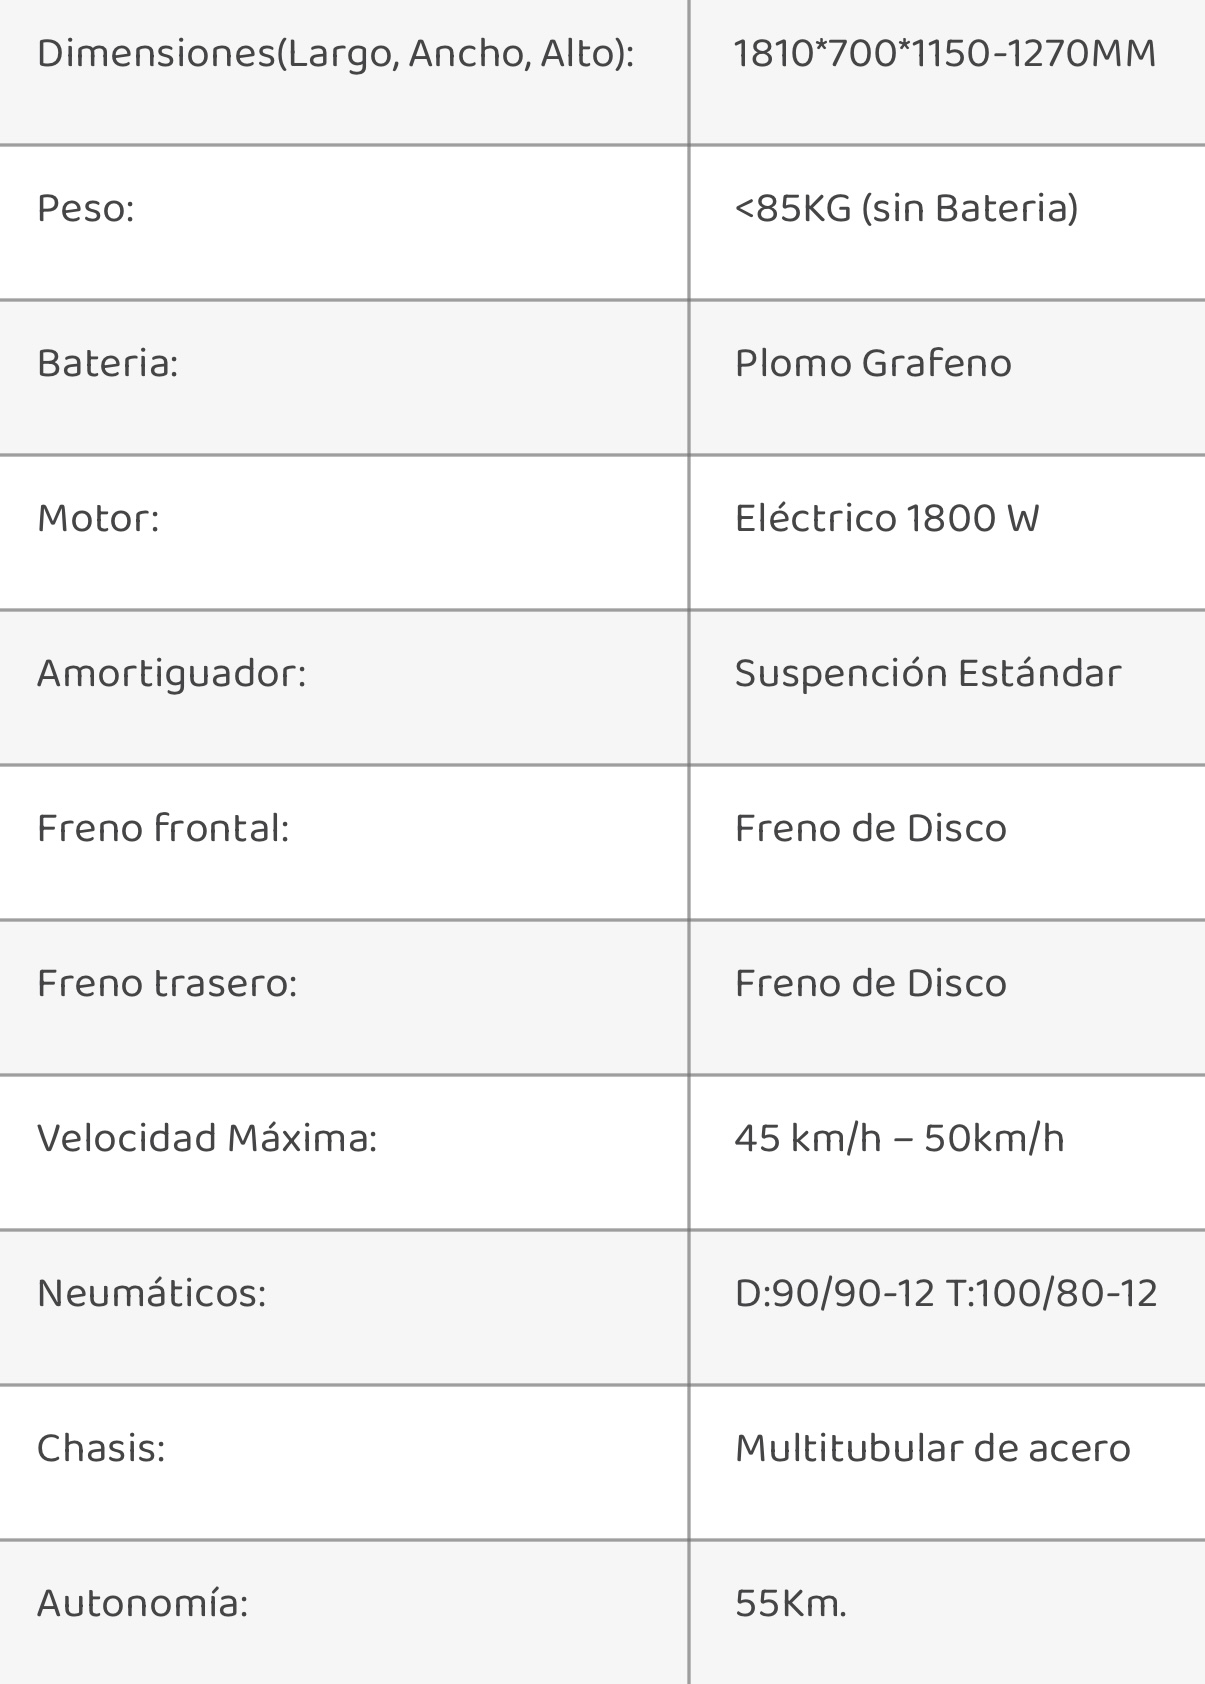 Dimensiones(Largo, Ancho, Alto): 1810*700*1150-1270MM
Peso: <85KG (sin Bateria)
Bateria: Plomo Grafeno
Motor: Eléctrico 1800 W
Amortiguador: Suspención Estándar
Freno frontal: Freno de Disco
Freno trasero: Freno de Disco
Velocidad Máxima: 45 km/h – 50km/h
Neumáticos: D:90/90-12 T:100/80-12
Chasis: Multitubular de acero
Autonomía: 55Km.